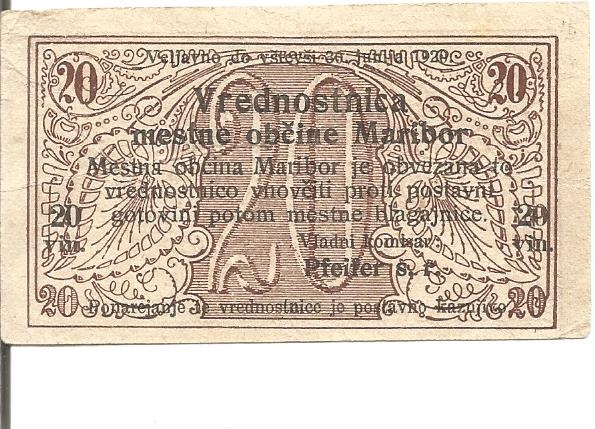 20 Veljavno do vštevši 30. junija 1920. 20
Vrednostnica
mestne občine Maribor
Mestna občina Maribor je obvezana to
vrednostnico vnovčiti proti postavni
gotovini potom mestne blagajnice.
20 20 20
vin. vin.
Vladni komisar:
Pfeifer s. r.
20 Ponarejanje te vrednostnice je postavno kaznjivo 20